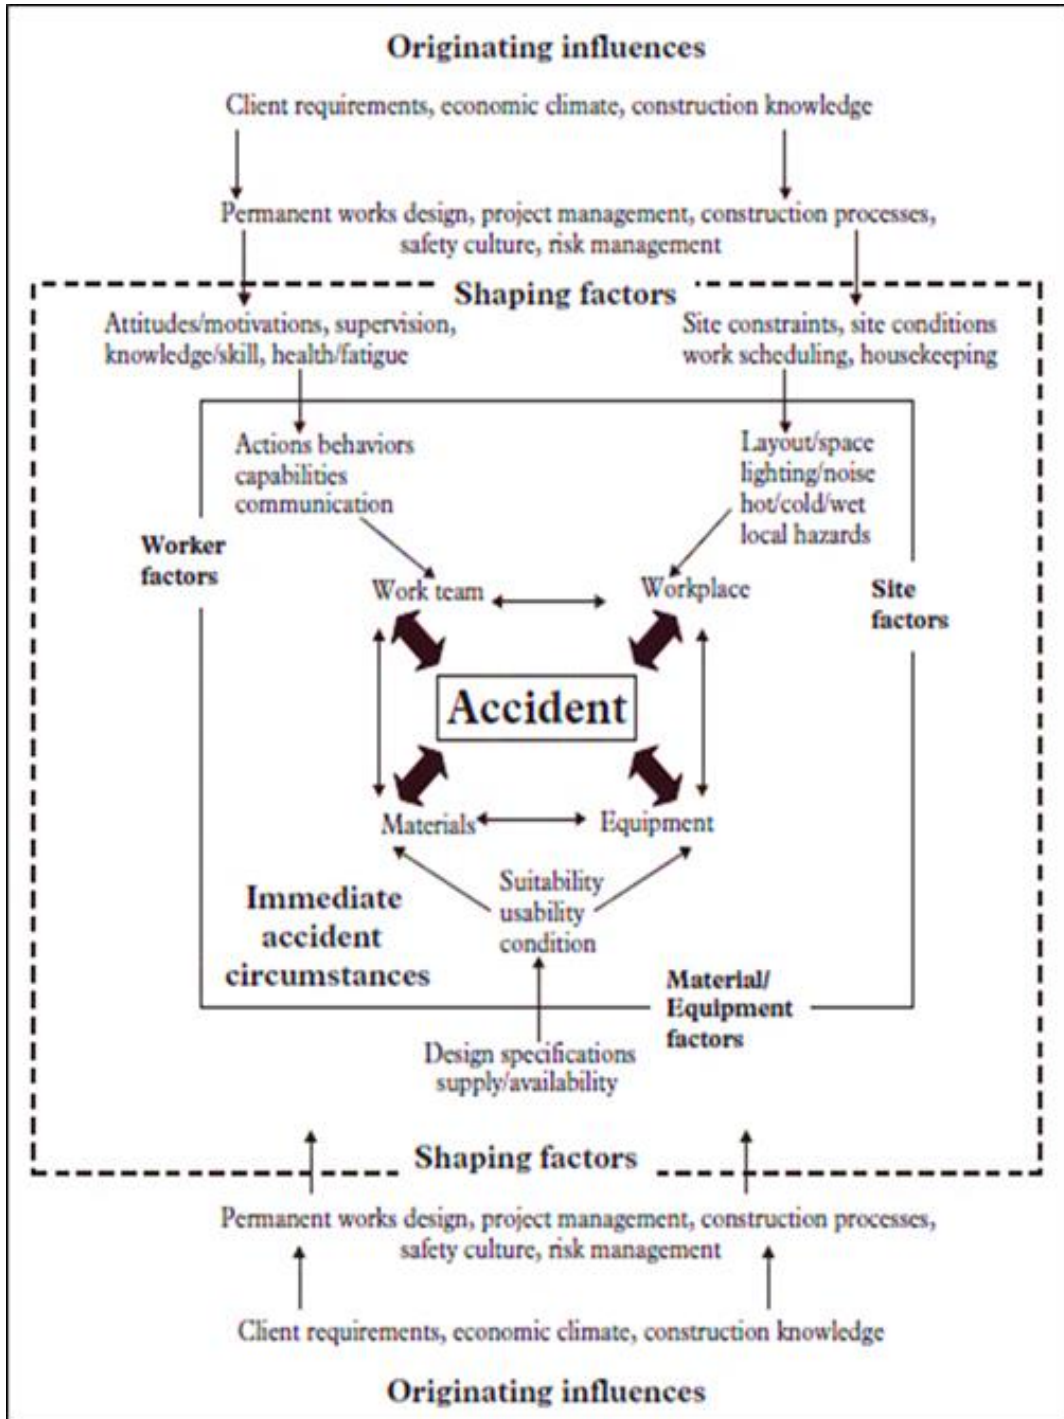 Originating influences
Client requirements, economic climate, construction knowledge
Permanent works design, project management, construction processes,
safety culture, risk management
Shaping factors
Attitudes/motivations, supervision,
knowledge/skill, health/fatigue
Site constraints, site conditions
work scheduling, housekeeping
Actions behaviors
capabilities
communication
Layout/space
lighting/noise
hot/cold/wet
local hazards
Worker
factors
Site
factors
Work team
Workplace
Accident
Materials
Equipment
Suitability
usability
condition
Immediate
accident
circumstances
Material/
Equipment
factors
Design specifications
supply/availability
Shaping factors
Permanent works design, project management, construction processes,
safety culture, risk management
Client requirements, economic climate, construction knowledge
Originating influences